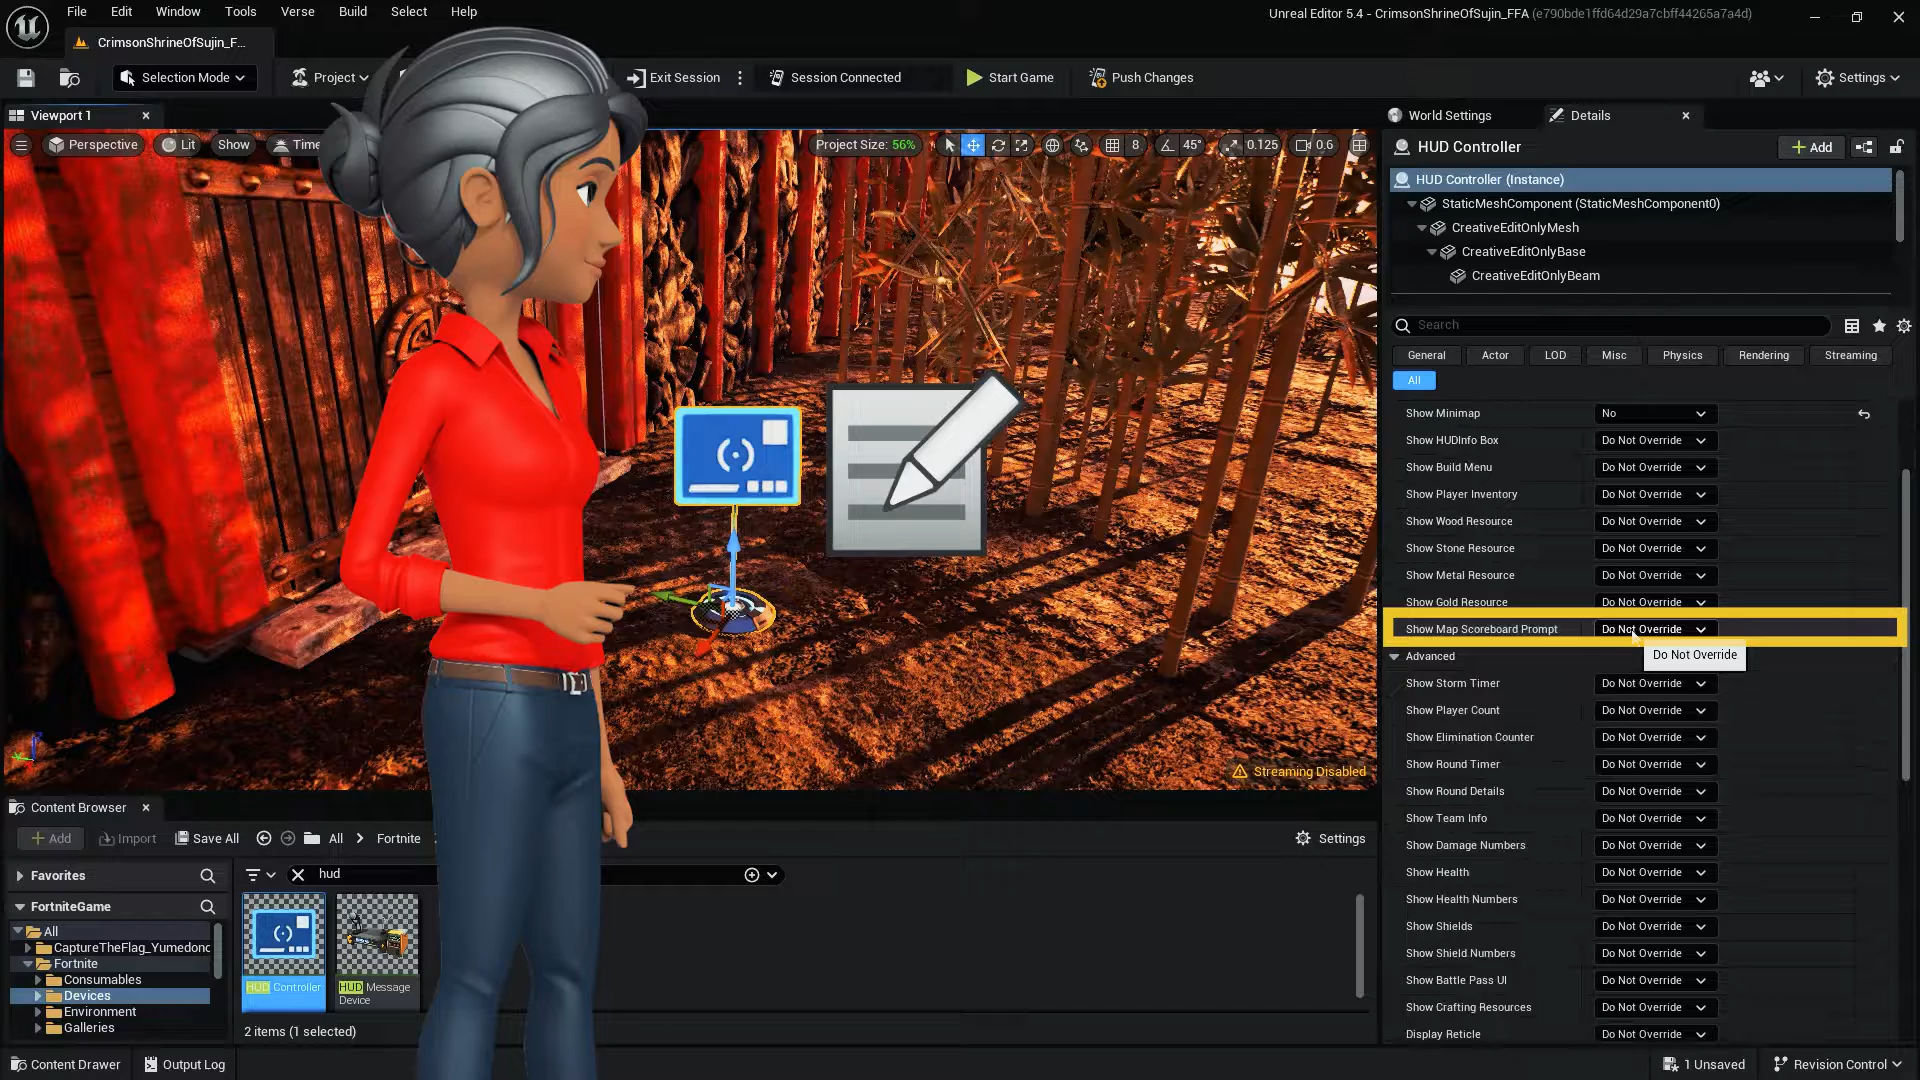 File Edit Window Tools Verse Build Select Help
Unreal Editor 5.4 - CrimsonShrineOfSujin_FFA (e790bde1ffd64d29a7cbff44265a7a4d)
CrimsonShrineOfSujin_F...
Selection Mode Project Exit Session Session Connected Start Game Push Changes Settings
Viewport 1
Perspective Lit Show Time Project Size: 56% 8 45° 0.125 0.6
Streaming Disabled
World Settings Details
HUD Controller + Add
HUD Controller (Instance)
StaticMeshComponent (StaticMeshComponent0)
CreativeEditOnlyMesh
CreativeEditOnlyBase
CreativeEditOnlyBeam
Search
General Actor LOD Misc Physics Rendering Streaming
All
Show Minimap No
Show HUDInfo Box Do Not Override
Show Build Menu Do Not Override
Show Player Inventory Do Not Override
Show Wood Resource Do Not Override
Show Stone Resource Do Not Override
Show Metal Resource Do Not Override
Show Gold Resource Do Not Override
Show Map Scoreboard Prompt Do Not Override
Do Not Override
Advanced
Show Storm Timer Do Not Override
Show Player Count Do Not Override
Show Elimination Counter Do Not Override
Show Round Timer Do Not Override
Show Round Details Do Not Override
Show Team Info Do Not Override
Show Damage Numbers Do Not Override
Show Health Do Not Override
Show Health Numbers Do Not Override
Show Shields Do Not Override
Show Shield Numbers Do Not Override
Show Battle Pass UI Do Not Override
Show Crafting Resources Do Not Override
Display Reticle Do Not Override
Content Browser
+ Add Import Save All All > Fortnite Settings
Favorites
hud
FortniteGame
All
CaptureTheFlag_Yumedono
Fortnite
Consumables
Devices
Environment
Galleries
HUD Controller
HUD Message
Device
2 items (1 selected)
Content Drawer Output Log 1 Unsaved Revision Control